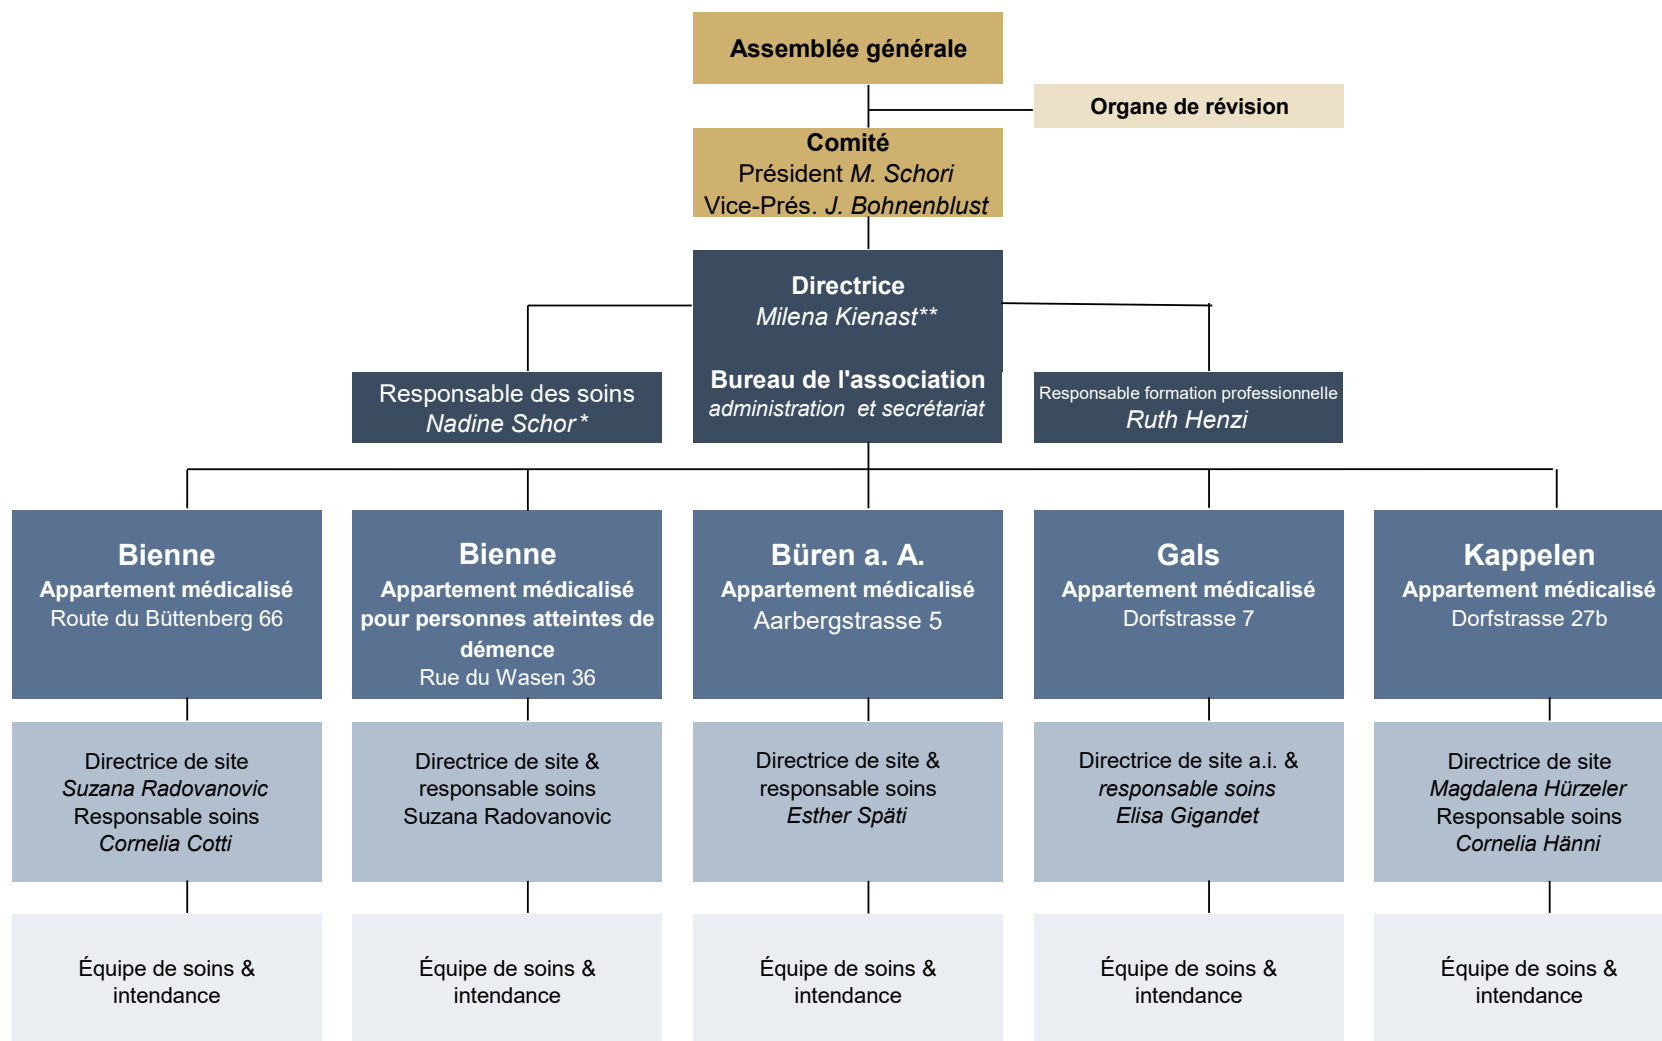 Assemblée générale
Organe de révision
Comité
Président M. Schori
Vice-Prés. J. Bohnenblust
Directrice
Milena Kienast**
Bureau de l'association
administration et secrétariat
Responsable des soins
Nadine Schor*
Responsable formation professionelle
Ruth Henzi
Bienne
Appartement médicalisé
Route du Büttenberg 66
Bienne
Appartement médicalisé
pour personnes atteintes de
démence
Rue du Wasen 36
Büren a. A.
Appartement médicalisé
Aarbergstrasse 5
Gals
Appartement médicalisé
Dorfstrasse 7
Kappelen
Appartement médicalisé
Dorfstrasse 27b
Directrice de site
Suzana Radovanovic
Responsable soins
Cornelia Cotti
Directrice de site &
responsable soins
Suzana Radovanovic
Directrice de site &
responsable soins
Esther Späti
Directrice de site a.i. &
responsable soins
Elisa Gigandet
Directrice de site
Magdalena Hürzeler
Responsable soins
Cornelia Hänni
Équipe de soins &
intendance
Équipe de soins &
intendance
Équipe de soins &
intendance
Équipe de soins &
intendance
Équipe de soins &
intendance